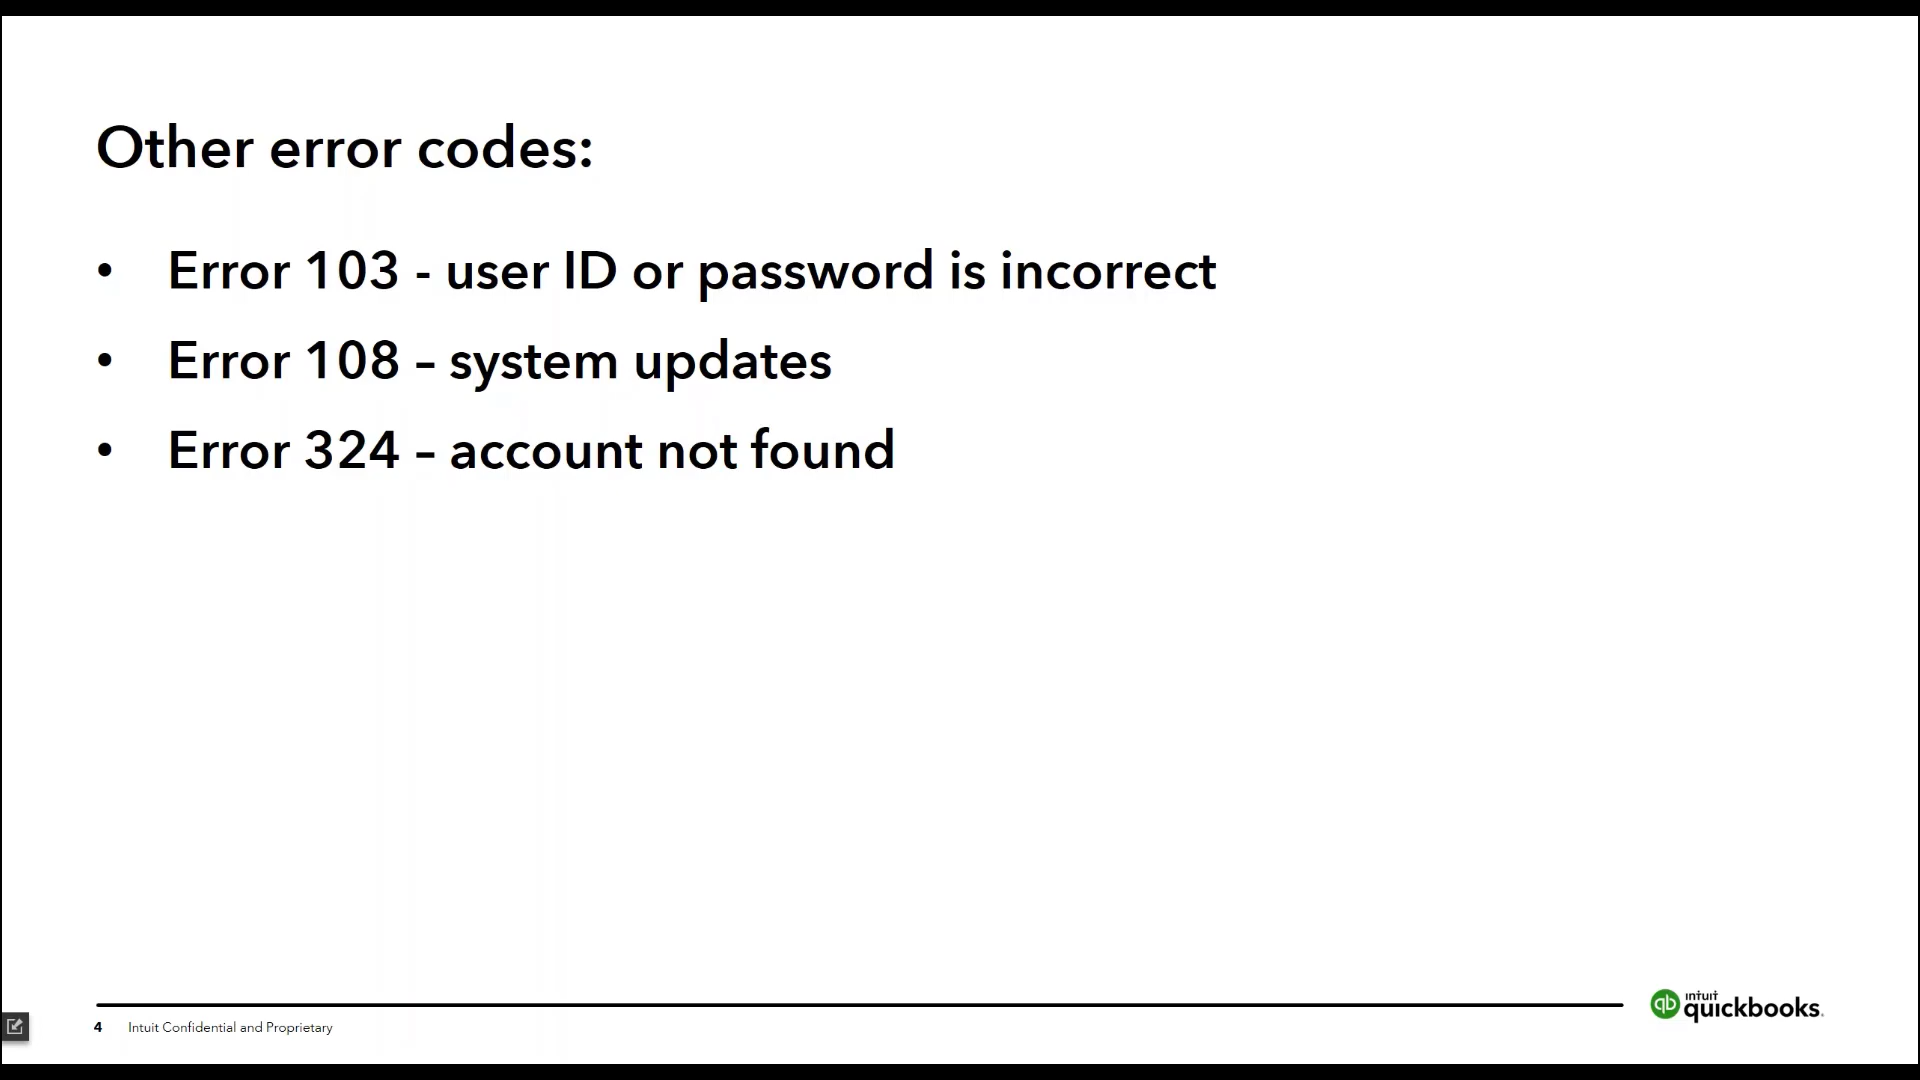 Other error codes:
• Error 103 - user ID or password is incorrect
• Error 108 – system updates
• Error 324 – account not found
4 Intuit Confidential and Proprietary
qb intuit quickbooks.